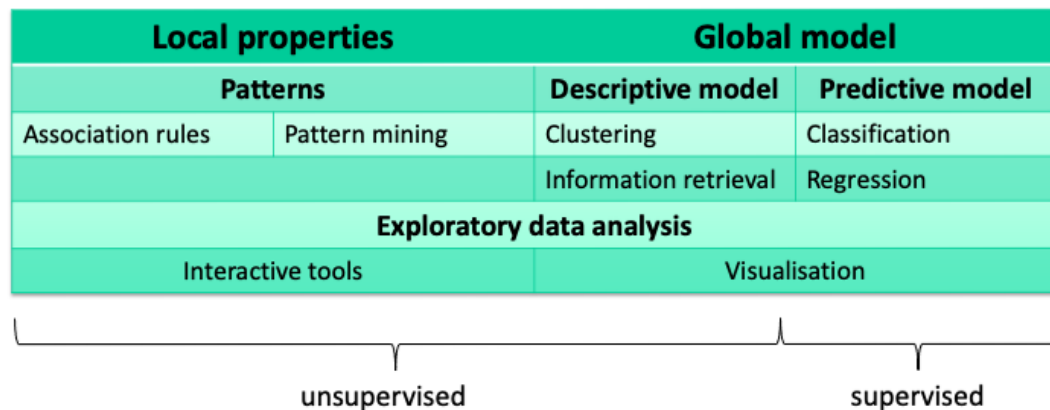 Local properties Global model
Patterns Descriptive model Predictive model
Association rules Pattern mining Clustering Classification
Information retrieval Regression
Exploratory data analysis
Interactive tools Visualisation
unsupervised supervised